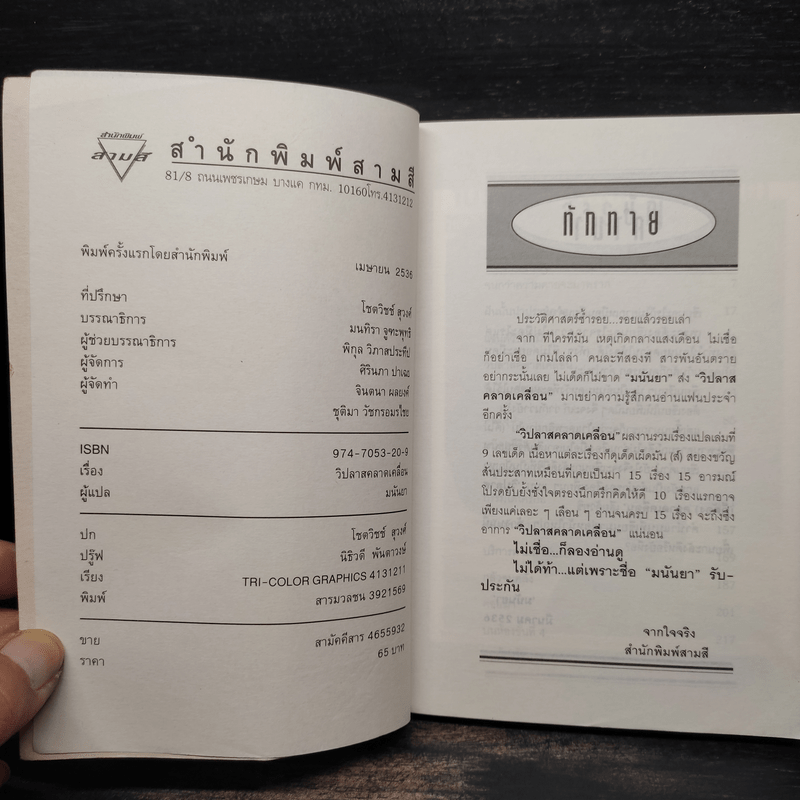 สำนักพิมพ์
สามสี
สำนักพิมพ์สามสี
81/8 ถนนเพชรเกษม บางแค กทม. 10160โทร.4131212
พิมพ์ครั้งแรกโดยสำนักพิมพ์
เมษายน 2536
ที่ปรึกษา โชตวิชช์ สุวงศ์
บรรณาธิการ มนทิรา จูฑะพุทธิ
ผู้ช่วยบรรณาธิการ พิกุล วิภาสประทีป
ผู้จัดการ ศิรินภา ปาเฉย
ผู้จัดทำ จินตนา ผลยงค์
ชุติมา วัชกรอมรไชย
ISBN 974-7053-20-9
เรื่อง วิปลาสคลาดเคลื่อน
ผู้แปล มนันยา
ปก โชตวิชช์ สุวงศ์
ปรู๊ฟ นิธิวดี พันดาวงษ์
เรียง TRI-COLOR GRAPHICS 4131211
พิมพ์ สารมวลชน 3921569
ขาย สามัคคีสาร 4655932
ราคา 65 บาท
ทักทาย
ประวัติศาสตร์ซ้ำรอย...รอยแล้วรอยเล่า
จาก ทีใครทีมัน เหตุเกิดกลางแสงเดือน ไม่เชื่อ
ก็อย่าเชื่อ เกมไล่ล่า คนละทีสองที สารพันอันตราย
อย่ากระนั้นเลย ไม่เด็กก็ไม่ขาด "มนันยา" ส่ง "วิปลาส
คลาดเคลื่อน" มาเขย่าความรู้สึกคนอ่านแฟนประจำ
อีกครั้ง
"วิปลาสคลาดเคลื่อน" ผลงานรวมเรื่องแปลเล่มที่
9 เลขเด็ด เนื้อหาแต่ละเรื่องก็ดุเด็ดเผ็ดมัน (ส์) สยองขวัญ
สั่นประสาทเหมือนที่เคยเป็นมา 15 เรื่อง 15 อารมณ์
โปรดยับยั้งชั่งใจตรองนึกตรึกคิดให้ดี 10 เรื่องแรกอาจ
เพียงแค่เลอะ ๆ เลือน ๆ อ่านจนครบ 15 เรื่อง จะถึงซึ่ง
อาการ "วิปลาสคลาดเคลื่อน" แน่นอน
ไม่เชื่อ...ก็ลองอ่านดู
ไม่ได้ท้า...แต่เพราะชื่อ "มนันยา" รับ-
ประกัน
จากใจจริง
สำนักพิมพ์สามสี